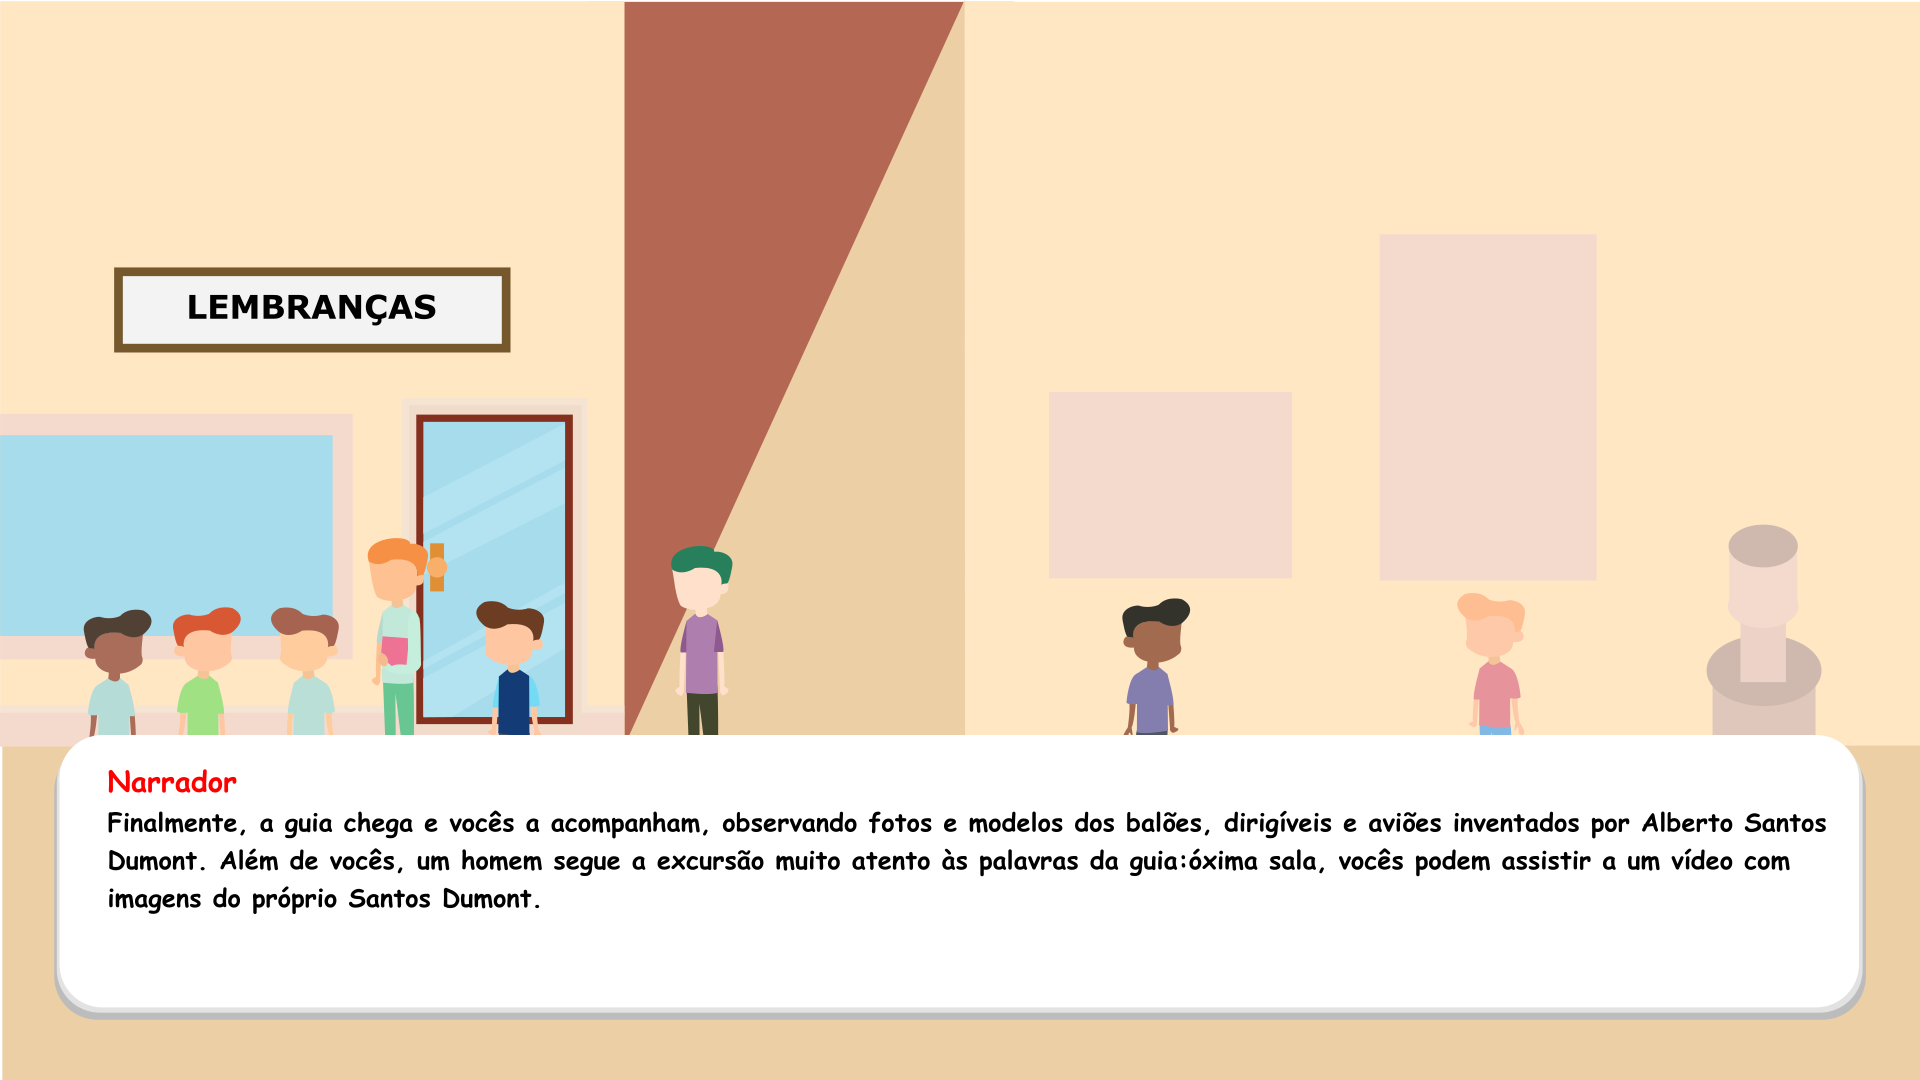 LEMBRANÇAS
Narrador
Finalmente, a guia chega e vocês a acompanham, observando fotos e modelos dos balões, dirigíveis e aviões inventados por Alberto Santos
Dumont. Além de vocês, um homem segue a excursão muito atento às palavras da guia:óxima sala, vocês podem assistir a um vídeo com
imagens do próprio Santos Dumont.